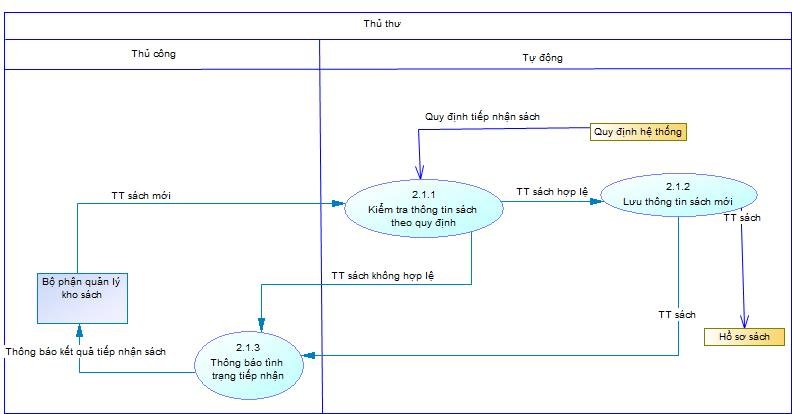 Thủ thư
Thủ công
Tự động
Quy định tiếp nhận sách
Quy định hệ thống
TT sách mới
2.1.1
Kiểm tra thông tin sách
theo quy định
TT sách hợp lệ
2.1.2
Lưu thông tin sách mới
TT sách
TT sách không hợp lệ
Bộ phận quản lý
kho sách
TT sách
Hồ sơ sách
Thông báo kết quả tiếp nhận sách
2.1.3
Thông báo tình
trạng tiếp nhận